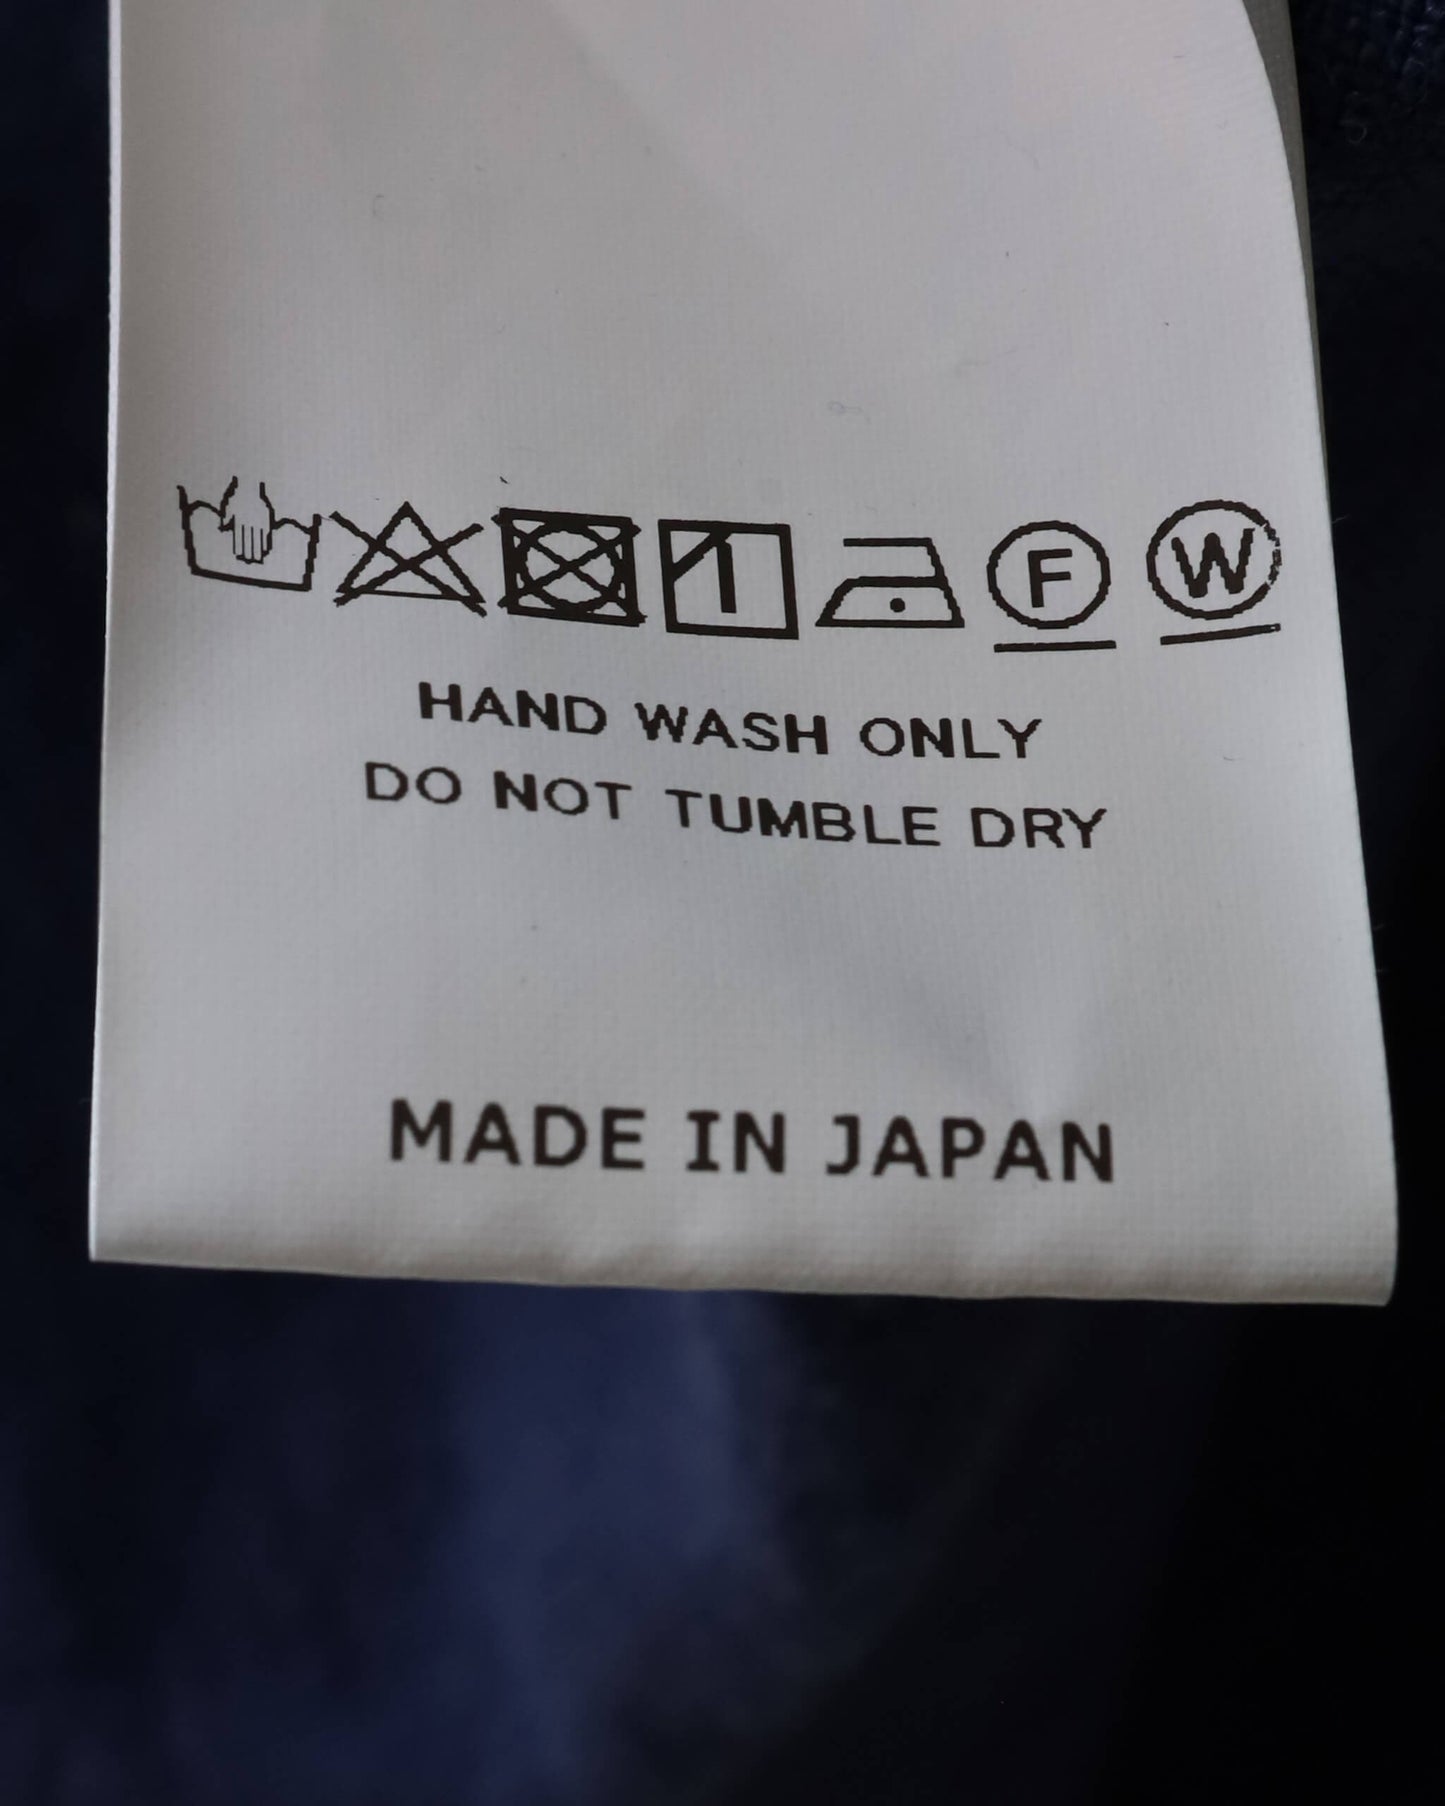 F W
HAND WASH ONLY
DO NOT TUMBLE DRY
MADE IN JAPAN